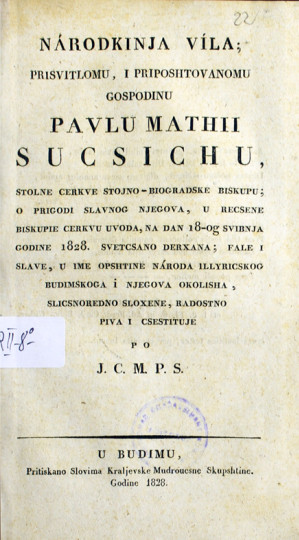 22
NÁRODKINJA VÍLA;
PRISVITLOMU, I PRIPOSHTOVANOMU
GOSPODINU
PAVLU MATHII
SUCSICHU,
STOLNE CERKVE STOJNO-BIOGRADSKE BISKUPU;
O PRIGODI SLAVNOG NJEGOVA, U RECSENE
BISKUPIE CERKVU UVODA, NA DAN 18-og SVIBNJA
GODINE 1828. SVETCSANO DERXANA; FALE I
SLAVE, U IME OPSHTINE NÁRODA ILLYRICSKOG
BUDIMSKOGA I NJEGOVA OKOLISHA,
SLICSNOREDNO SLOXENE, RADOSTNO
PIVA I CSESTITUJE
PO
J. C. M. P. S.
U BUDIMU,
Pritiskano Slovima Kraljevske Mudroucsne Skupshtine.
Godine 1828.